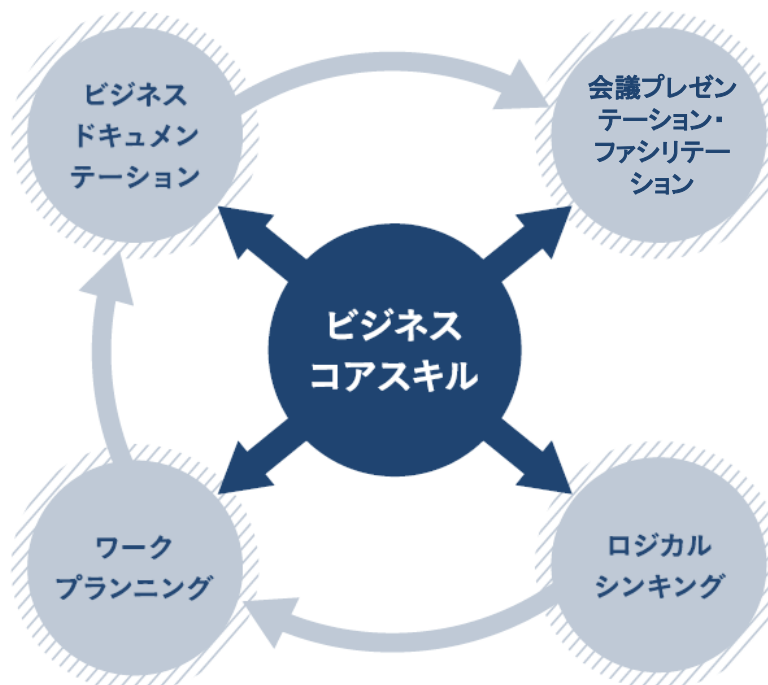 ビジネス
ドキュメン
テーション
会議プレゼン
テーション・
ファシリテー
ション
ビジネス
コアスキル
ワーク
プランニング
ロジカル
シンキング